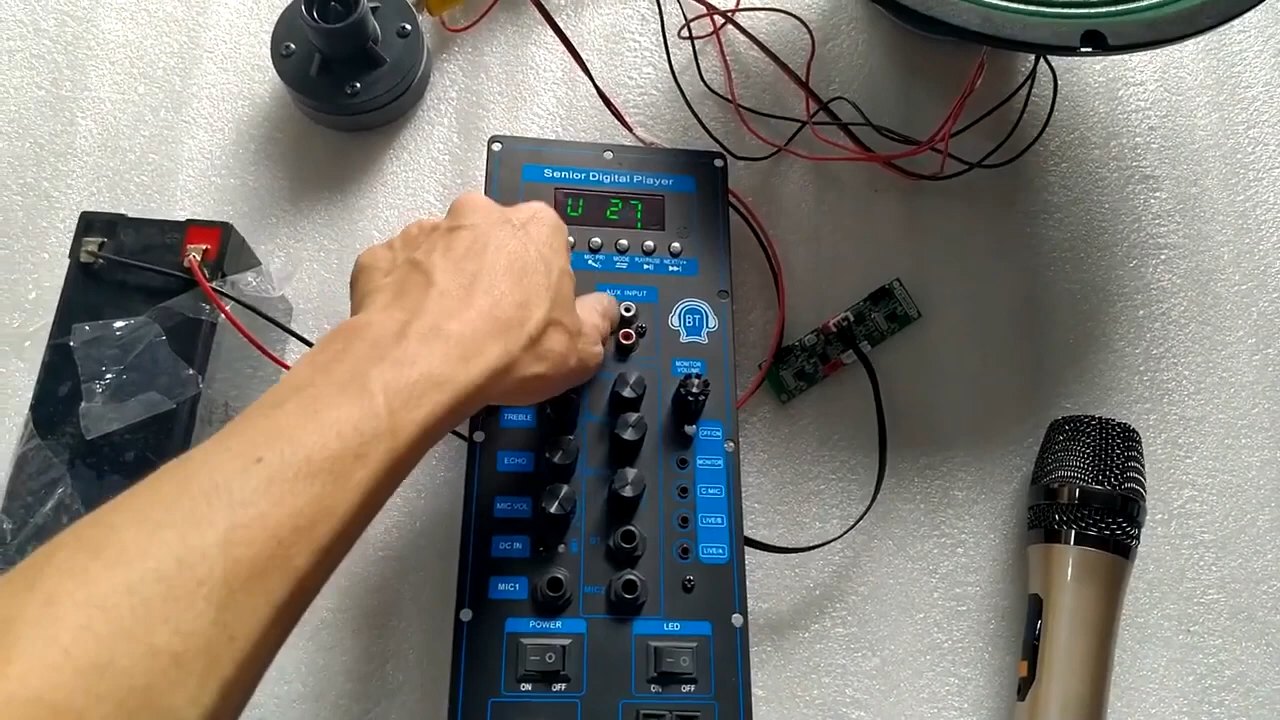 Senior Digital Player
U 27
MIC PRI
MODE
PLAY/PAUSE
NEXT/V+
AUX INPUT
BT
MONITOR
VOLUME
TREBLE
OFF/ON
ECHO
MONITOR
C.MIC
MIC VOL
LIVE/B
DC IN
LIVE/A
MIC1
MIC2
POWER
LED
ON OFF
ON OFF